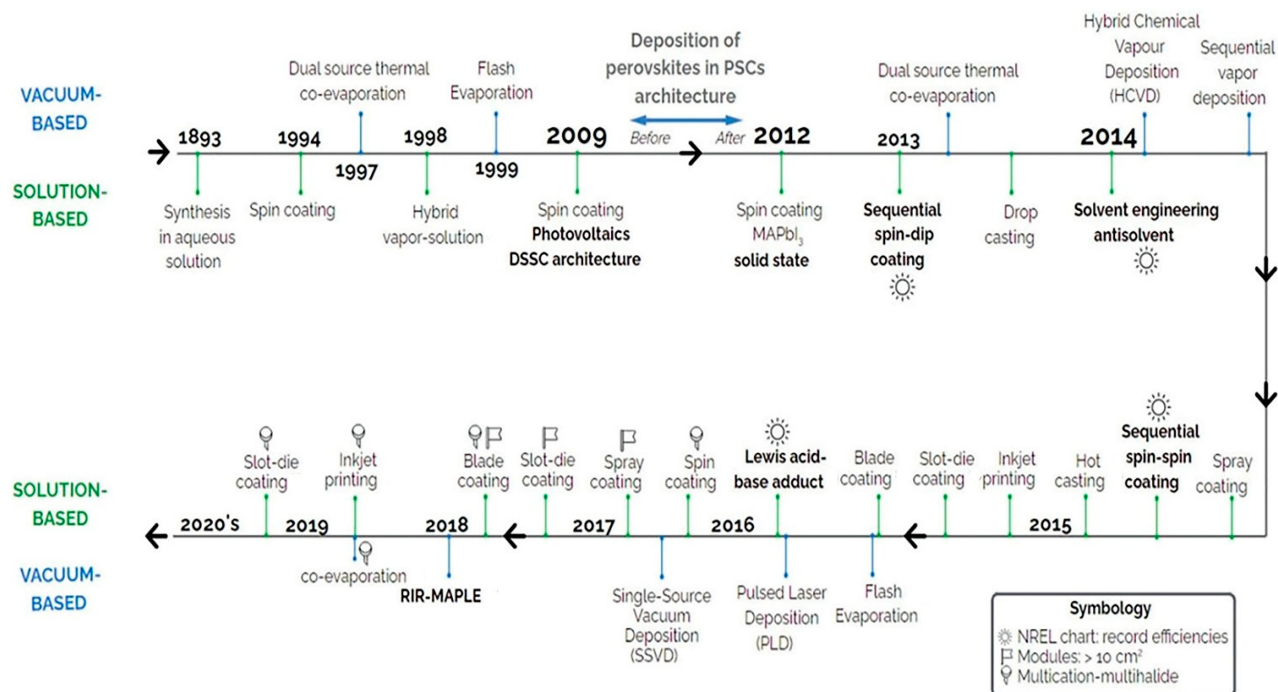 VACUUM-
BASED
SOLUTION-
BASED
1893
Synthesis
in aqueous
solution
1994
Spin coating
Dual source thermal
co-evaporation
1997
1998
Hybrid
vapor-solution
Flash
Evaporation
1999
2009
Spin coating
Photovoltaics
DSSC architecture
Deposition of
perovskites in PSCs
architecture
Before
After
2012
Spin coating
MAPbI₃
solid state
2013
Sequential
spin-dip
coating
Dual source thermal
co-evaporation
Drop
casting
2014
Solvent engineering
antisolvent
Hybrid Chemical
Vapour
Deposition
(HCVD)
Sequential
vapor
deposition
Spray
coating
Sequential
spin-spin
coating
Hot
casting
2015
Inkjet
printing
Slot-die
coating
Blade
coating
Flash
Evaporation
Lewis acid-
base adduct
Pulsed Laser
Deposition
(PLD)
2016
Spin
coating
Single-Source
Vacuum
Deposition
(SSVD)
Spray
coating
2017
Slot-die
coating
Blade
coating
2018
RIR-MAPLE
Inkjet
printing
co-evaporation
2019
Slot-die
coating
2020's
SOLUTION-
BASED
VACUUM-
BASED
Symbology
NREL chart: record efficiencies
Modules: > 10 cm²
Multication-multihalide